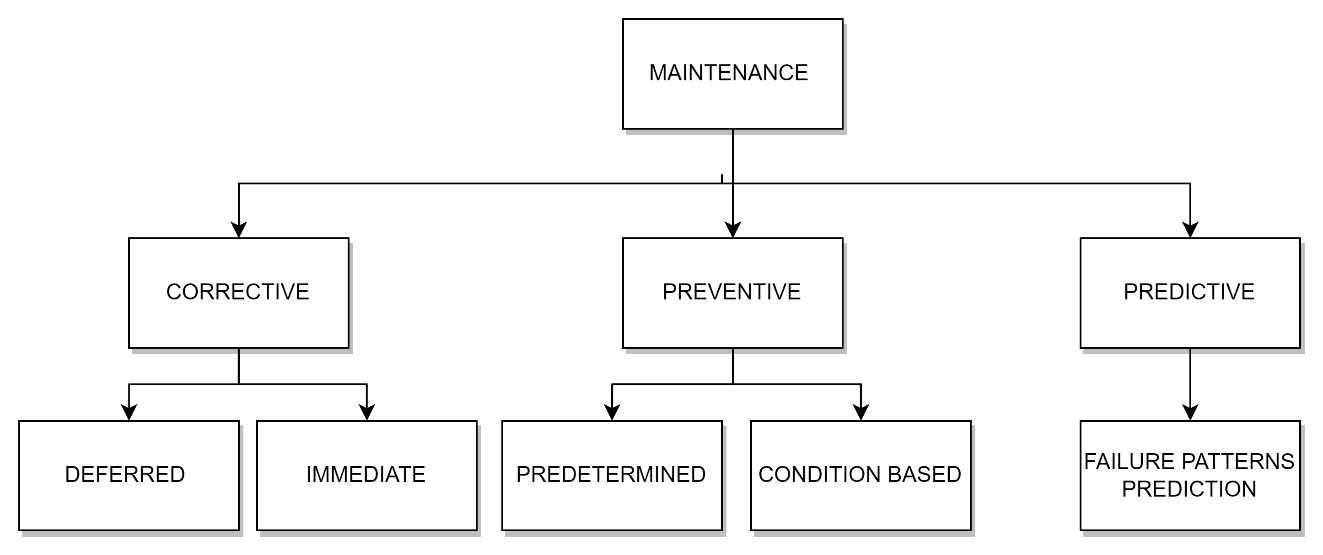 MAINTENANCE
CORRECTIVE
PREVENTIVE
PREDICTIVE
DEFERRED
IMMEDIATE
PREDETERMINED
CONDITION BASED
FAILURE PATTERNS
PREDICTION